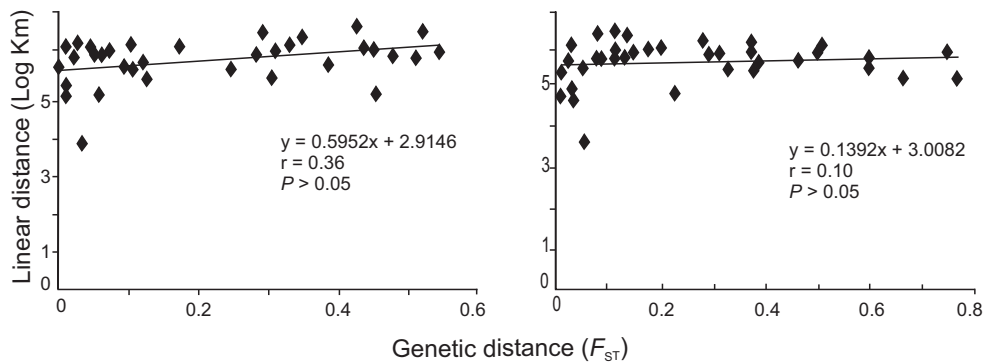 Linear distance (Log Km)
5
3
1
0
y = 0.5952x + 2.9146
r = 0.36
P > 0.05
0 0.2 0.4 0.6
5
3
1
0
y = 0.1392x + 3.0082
r = 0.10
P > 0.05
0 0.2 0.4 0.6 0.8
Genetic distance (FST)